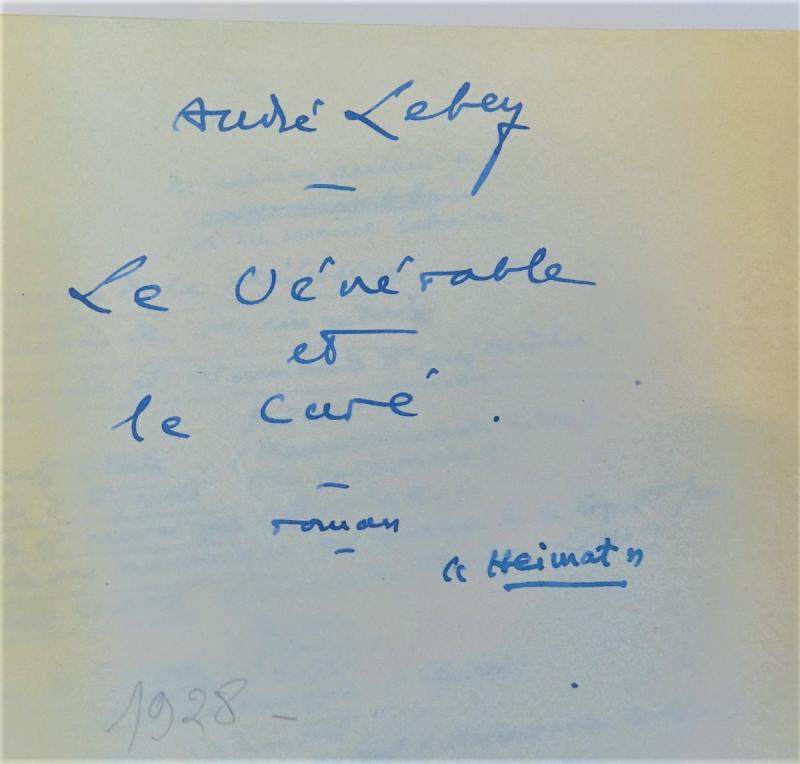 André Lebey
—
Le Vénérable
et
le Curé.
—
roman
—
« Heimat »
1928 –